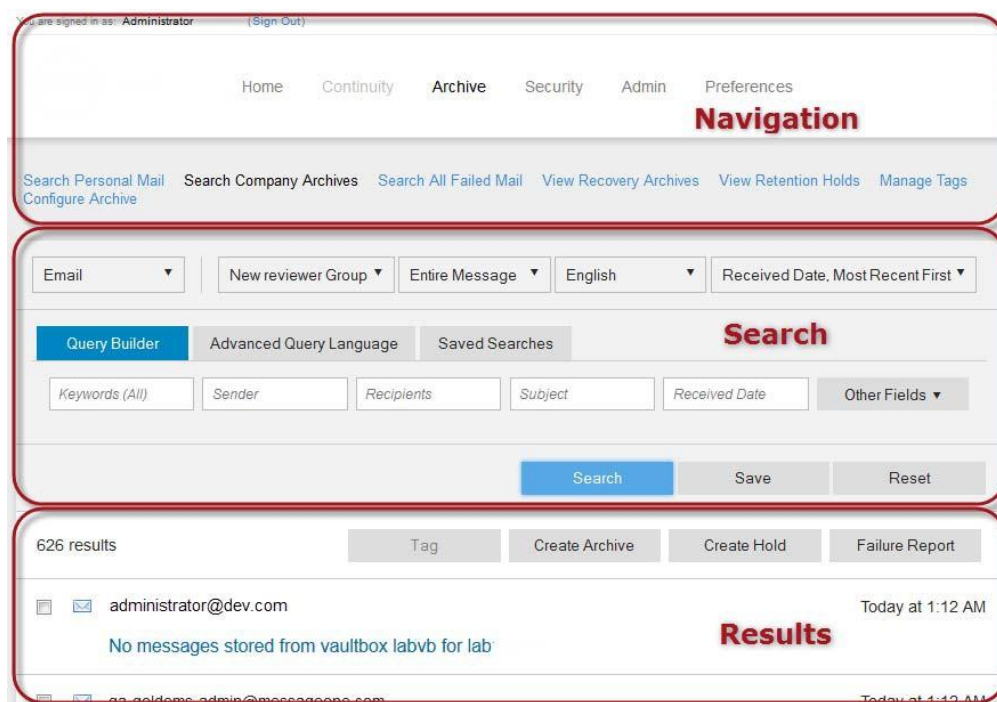 You are signed in as: Administrator (Sign Out)
Home Continuity Archive Security Admin Preferences
Navigation
Search Personal Mail Search Company Archives Search All Failed Mail View Recovery Archives View Retention Holds Manage Tags
Configure Archive
Email New reviewer Group Entire Message English Received Date, Most Recent First
Search
Query Builder Advanced Query Language Saved Searches
Keywords (All) Sender Recipients Subject Received Date Other Fields
Search Save Reset
626 results Tag Create Archive Create Hold Failure Report
administrator@dev.com Today at 1:12 AM
No messages stored from vaultbox labvb for lab
Results
qa-goldems-admin@messageone.com Today at 1:12 AM